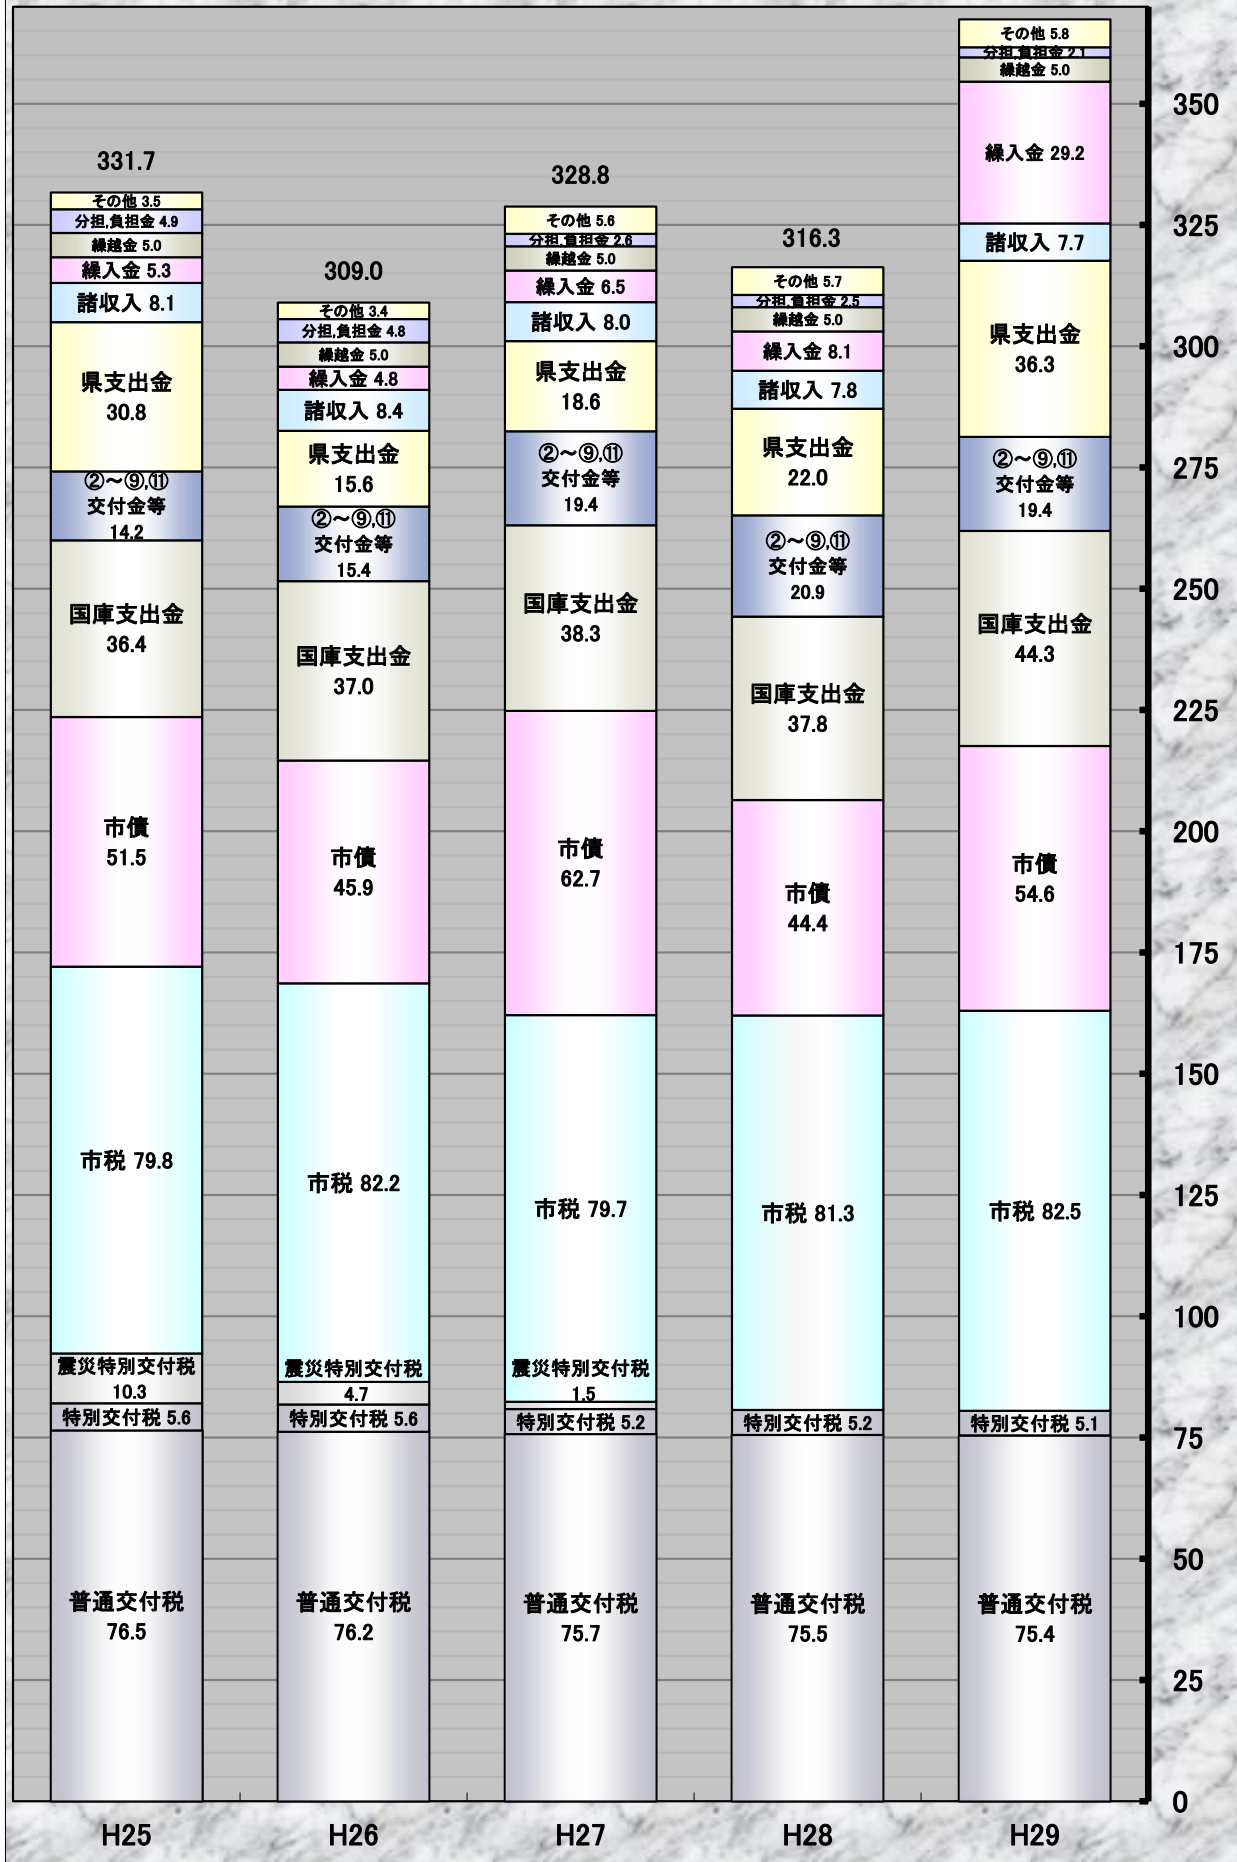 331.7
その他 3.5
分担,負担金 4.9
繰越金 5.0
繰入金 5.3
諸収入 8.1
県支出金
30.8
②～⑨,⑪
交付金等
14.2
国庫支出金
36.4
市債
51.5
市税 79.8
震災特別交付税
10.3
特別交付税 5.6
普通交付税
76.5
H25
309.0
その他 3.4
分担,負担金 4.8
繰越金 5.0
繰入金 4.8
諸収入 8.4
県支出金
15.6
②～⑨,⑪
交付金等
15.4
国庫支出金
37.0
市債
45.9
市税 82.2
震災特別交付税
4.7
特別交付税 5.6
普通交付税
76.2
H26
328.8
その他 5.6
分担,負担金 2.6
繰越金 5.0
繰入金 6.5
諸収入 8.0
県支出金
18.6
②～⑨,⑪
交付金等
19.4
国庫支出金
38.3
市債
62.7
市税 79.7
震災特別交付税
1.5
特別交付税 5.2
普通交付税
75.7
H27
316.3
その他 5.7
分担,負担金 2.5
繰越金 5.0
繰入金 8.1
諸収入 7.8
県支出金
22.0
②～⑨,⑪
交付金等
20.9
国庫支出金
37.8
市債
44.4
市税 81.3
特別交付税 5.2
普通交付税
75.5
H28
その他 5.8
分担,負担金 2.1
繰越金 5.0
繰入金 29.2
諸収入 7.7
県支出金
36.3
②～⑨,⑪
交付金等
19.4
国庫支出金
44.3
市債
54.6
市税 82.5
特別交付税 5.1
普通交付税
75.4
H29
350
325
300
275
250
225
200
175
150
125
100
75
50
25
0